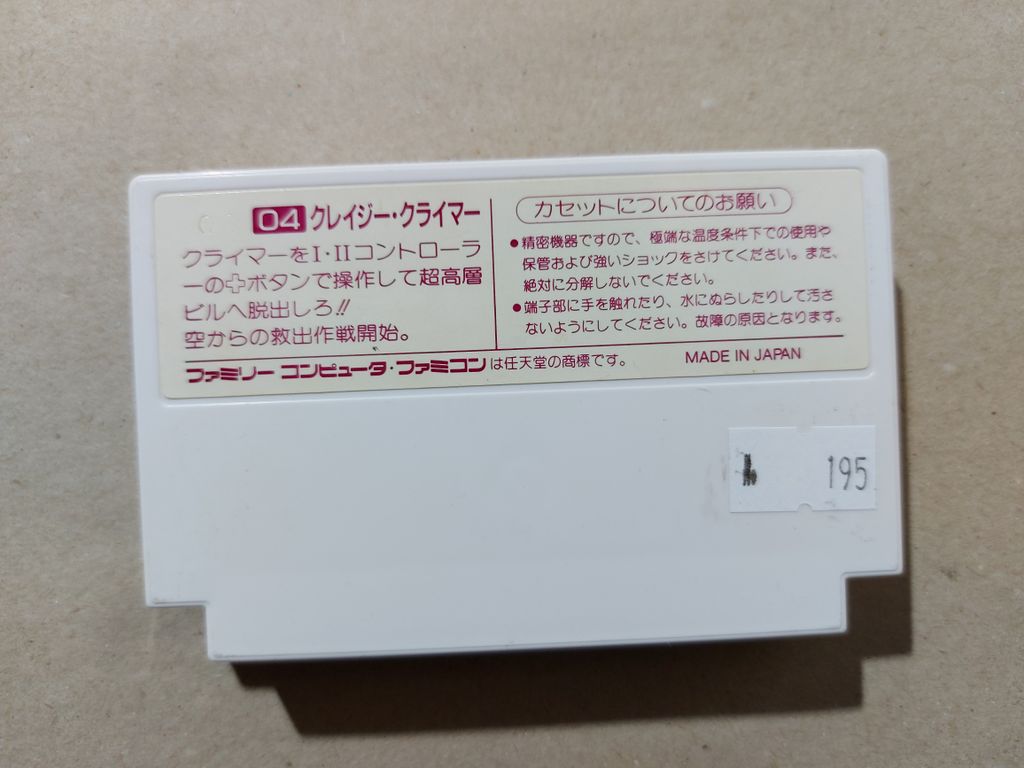 04 クレイジー・クライマー
クライマーをI・IIコントローラ
ーの✚ボタンで操作して超高層
ビルへ脱出しろ!!
空からの救出作戦開始。
カセットについてのお願い
●精密機器ですので、極端な温度条件下での使用や
保管および強いショックをさけてください。また、
絶対に分解しないでください。
●端子部に手を触れたり、水にぬらしたりして汚さ
ないようにしてください。故障の原因となります。
ファミリー コンピュータ・ファミコンは任天堂の商標です。
MADE IN JAPAN
195